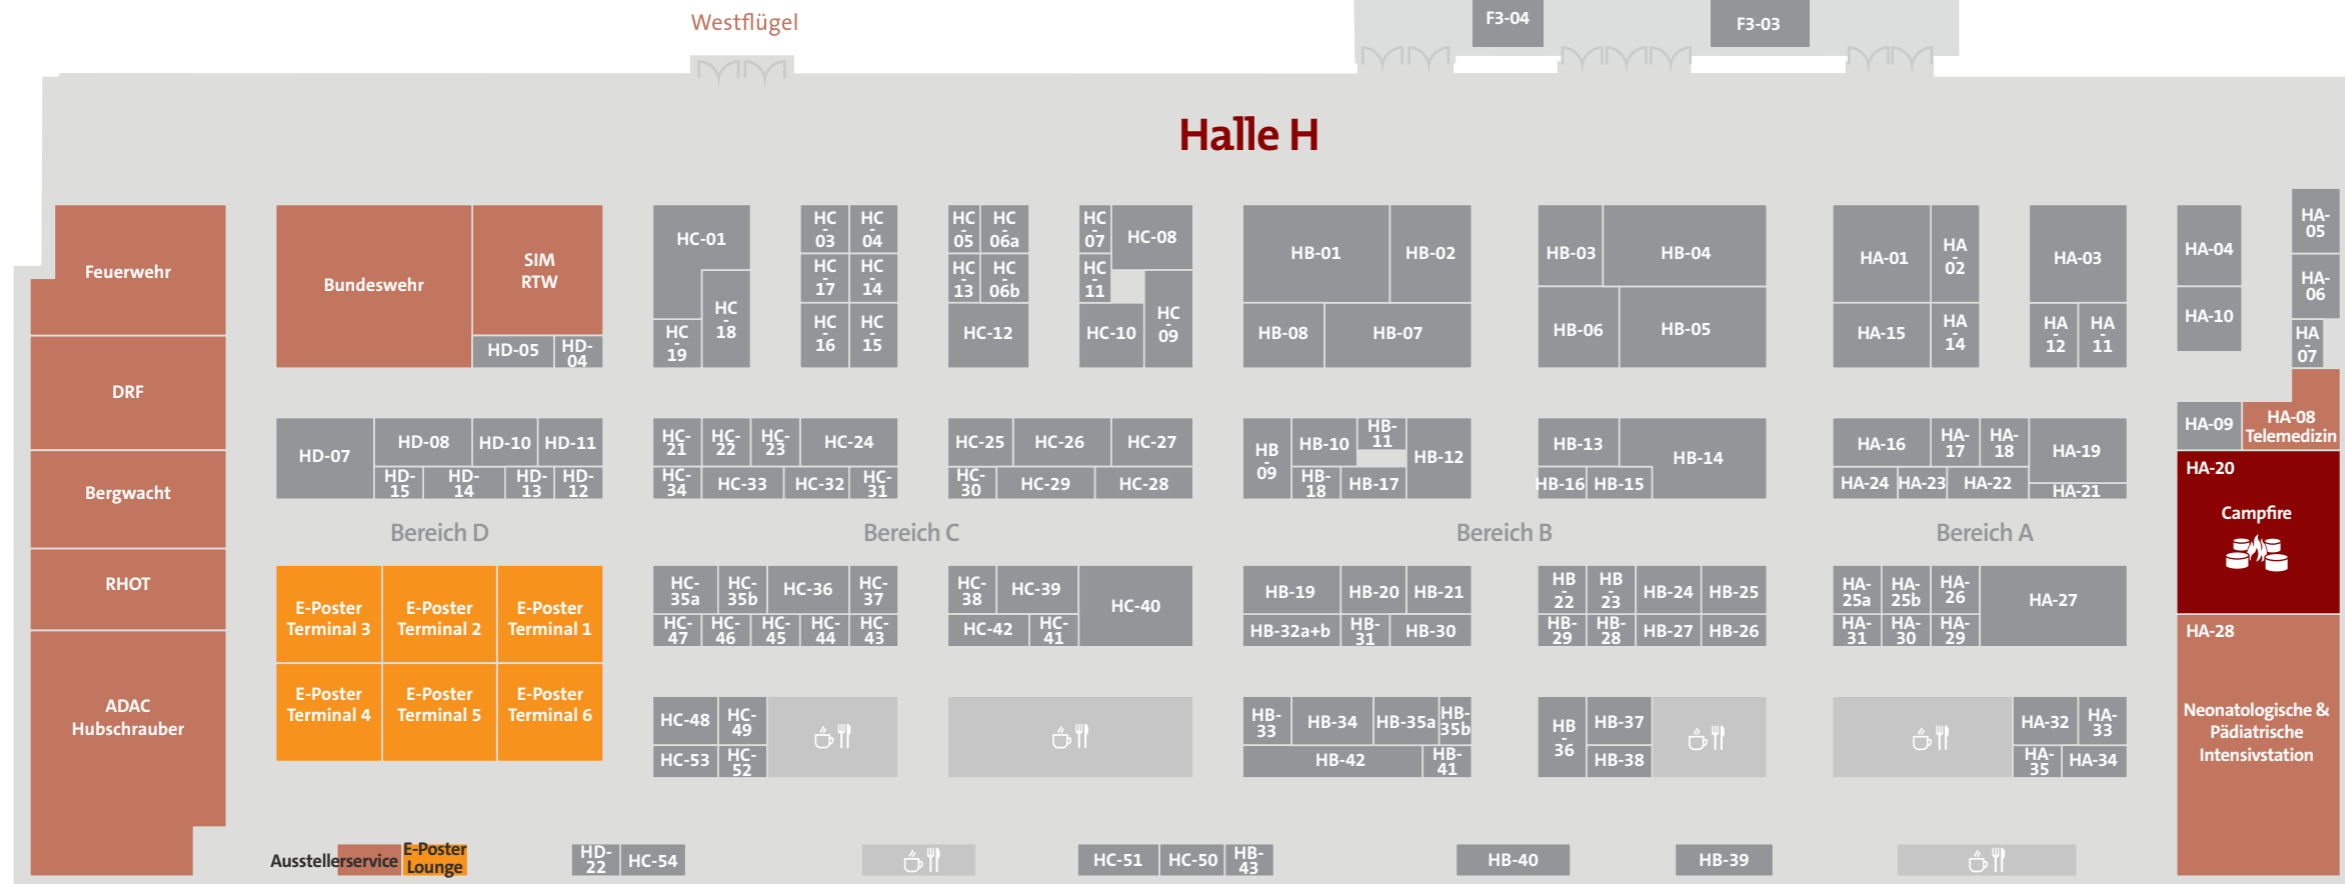 Westflügel
F3-04
F3-03
Halle H
Feuerwehr
DRF
Bergwacht
RHOT
ADAC
Hubschrauber
Bundeswehr
SIM
RTW
HD-05
HD-
04
HC-01
HC
-
18
HC
-
19
HC
-
03
HC
-
04
HC
-
17
HC
-
14
HC
-
16
HC
-
15
HC
-
05
HC
-
06a
HC
-
13
HC
-
06b
HC-12
HC
-
07
HC-08
HC
-
11
HC-10
HC
-
09
HB-01
HB-02
HB-08
HB-07
HB-03
HB-04
HB-06
HB-05
HA-01
HA
-
02
HA-15
HA
-
14
HA-03
HA
-
12
HA
-
11
HA-04
HA-10
HA-
05
HA-
06
HA
-
07
HD-07
HD-08
HD-10
HD-11
HD-
15
HD-
14
HD-
13
HD-
12
HC-
21
HC-
22
HC-
23
HC-24
HC-
34
HC-33
HC-32
HC-
31
HC-25
HC-26
HC-27
HC-
30
HC-29
HC-28
HB
-
09
HB-10
HB-
11
HB-12
HB-
18
HB-17
HB-13
HB-14
HB-16
HB-15
HA-16
HA-
17
HA-
18
HA-19
HA-24
HA-23
HA-22
HA-21
HA-09
HA-08
Telemedizin
HA-20
Campfire
Bereich D
Bereich C
Bereich B
Bereich A
E-Poster
Terminal 3
E-Poster
Terminal 2
E-Poster
Terminal 1
E-Poster
Terminal 4
E-Poster
Terminal 5
E-Poster
Terminal 6
HC-
35a
HC-
35b
HC-36
HC-
37
HC-
47
HC-
46
HC-
45
HC-
44
HC-
43
HC-
38
HC-39
HC-40
HC-42
HC-
41
HB-19
HB-20
HB-21
HB-32a+b
HB-
31
HB-30
HB
-
22
HB
-
23
HB-24
HB-25
HB-
29
HB-
28
HB-27
HB-26
HA-
25a
HA-
25b
HA-
26
HA-27
HA-
31
HA-
30
HA-
29
HA-28
Neonatologische &
Pädiatrische
Intensivstation
HC-48
HC-
49
HC-53
HC-
52
HB-
33
HB-34
HB-35a
HB-
35b
HB-42
HB-
41
HB
-
36
HB-37
HB-38
HA-32
HA-
33
HA-
35
HA-34
Ausstellerservice
E-Poster
Lounge
HD-
22
HC-54
HC-51
HC-50
HB-
43
HB-40
HB-39